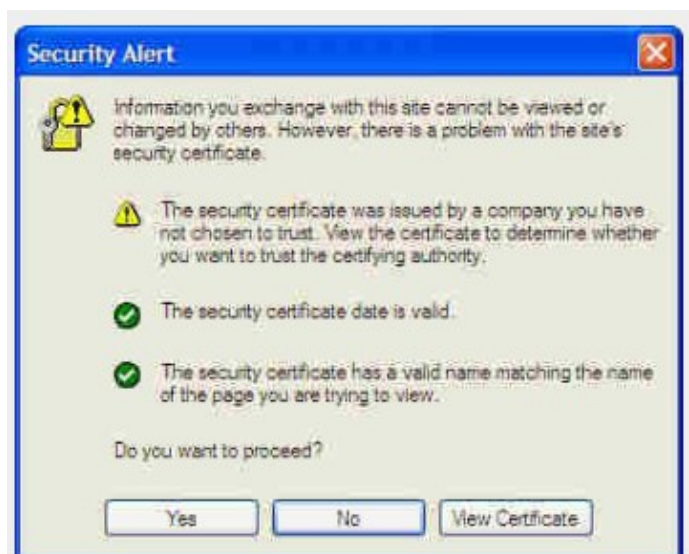 Security Alert
Information you exchange with this site cannot be viewed or
changed by others. However, there is a problem with the site's
security certificate.
The security certificate was issued by a company you have
not chosen to trust. View the certificate to determine whether
you want to trust the certifying authority.
The security certificate date is valid.
The security certificate has a valid name matching the name
of the page you are trying to view.
Do you want to proceed?
Yes No View Certificate